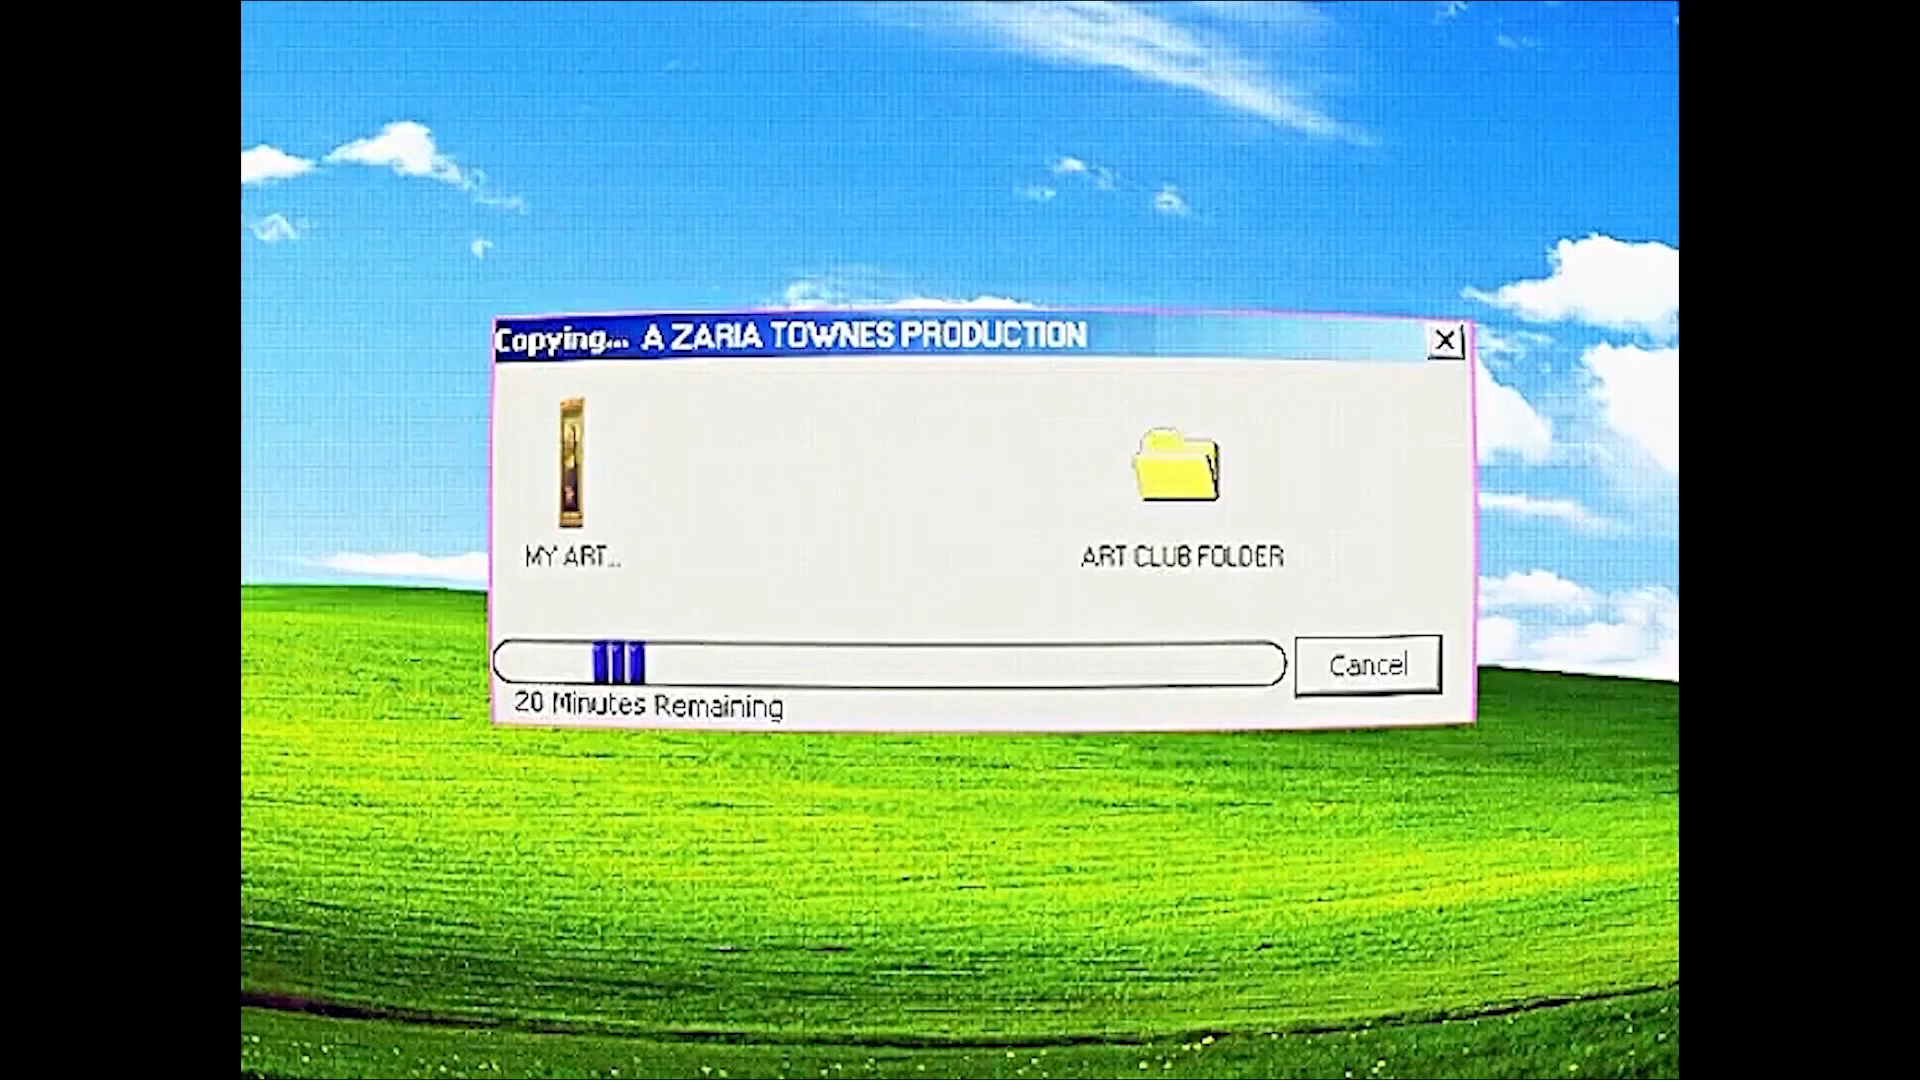 Copying... A ZARIA TOWNES PRODUCTION
MY ART...
ART CLUB FOLDER
Cancel
20 Minutes Remaining